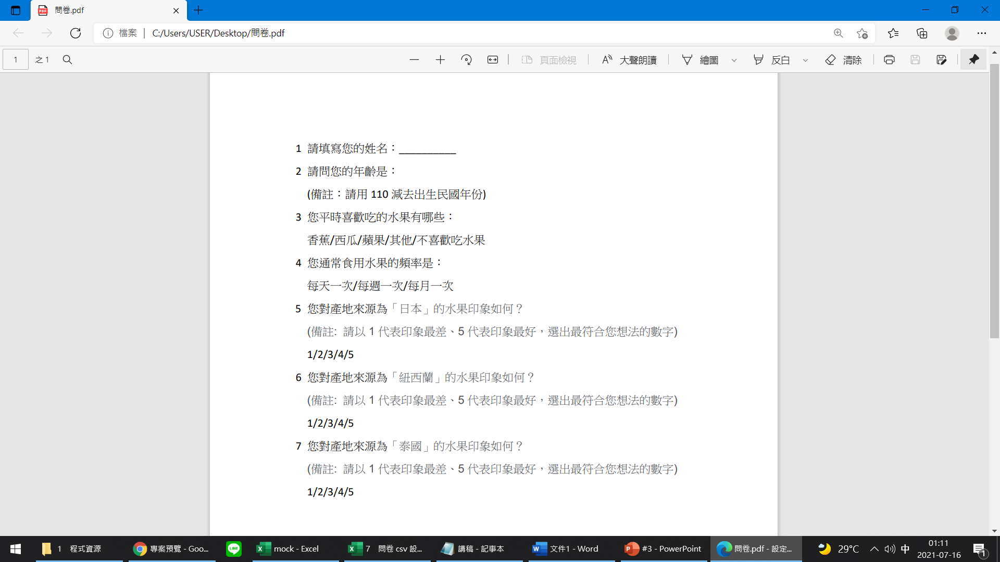 問卷.pdf
檔案 | C:/Users/USER/Desktop/問卷.pdf
1 之 1 頁面檢視 大聲朗讀 繪圖 反白 清除
1 請填寫您的姓名：__________
2 請問您的年齡是：
(備註：請用 110 減去出生民國年份)
3 您平時喜歡吃的水果有哪些：
香蕉/西瓜/蘋果/其他/不喜歡吃水果
4 您通常食用水果的頻率是：
每天一次/每週一次/每月一次
5 您對產地來源為「日本」的水果印象如何？
(備註: 請以 1 代表印象最差、5 代表印象最好，選出最符合您想法的數字)
1/2/3/4/5
6 您對產地來源為「紐西蘭」的水果印象如何？
(備註: 請以 1 代表印象最差、5 代表印象最好，選出最符合您想法的數字)
1/2/3/4/5
7 您對產地來源為「泰國」的水果印象如何？
(備註: 請以 1 代表印象最差、5 代表印象最好，選出最符合您想法的數字)
1/2/3/4/5
1 程式資源 專案預覽 - Goo... LINE mock - Excel 7 問卷 csv 設... 講稿 - 記事本 文件1 - Word #3 - PowerPoint 問卷.pdf - 設定... 29°C 中 01:11
2021-07-16 1